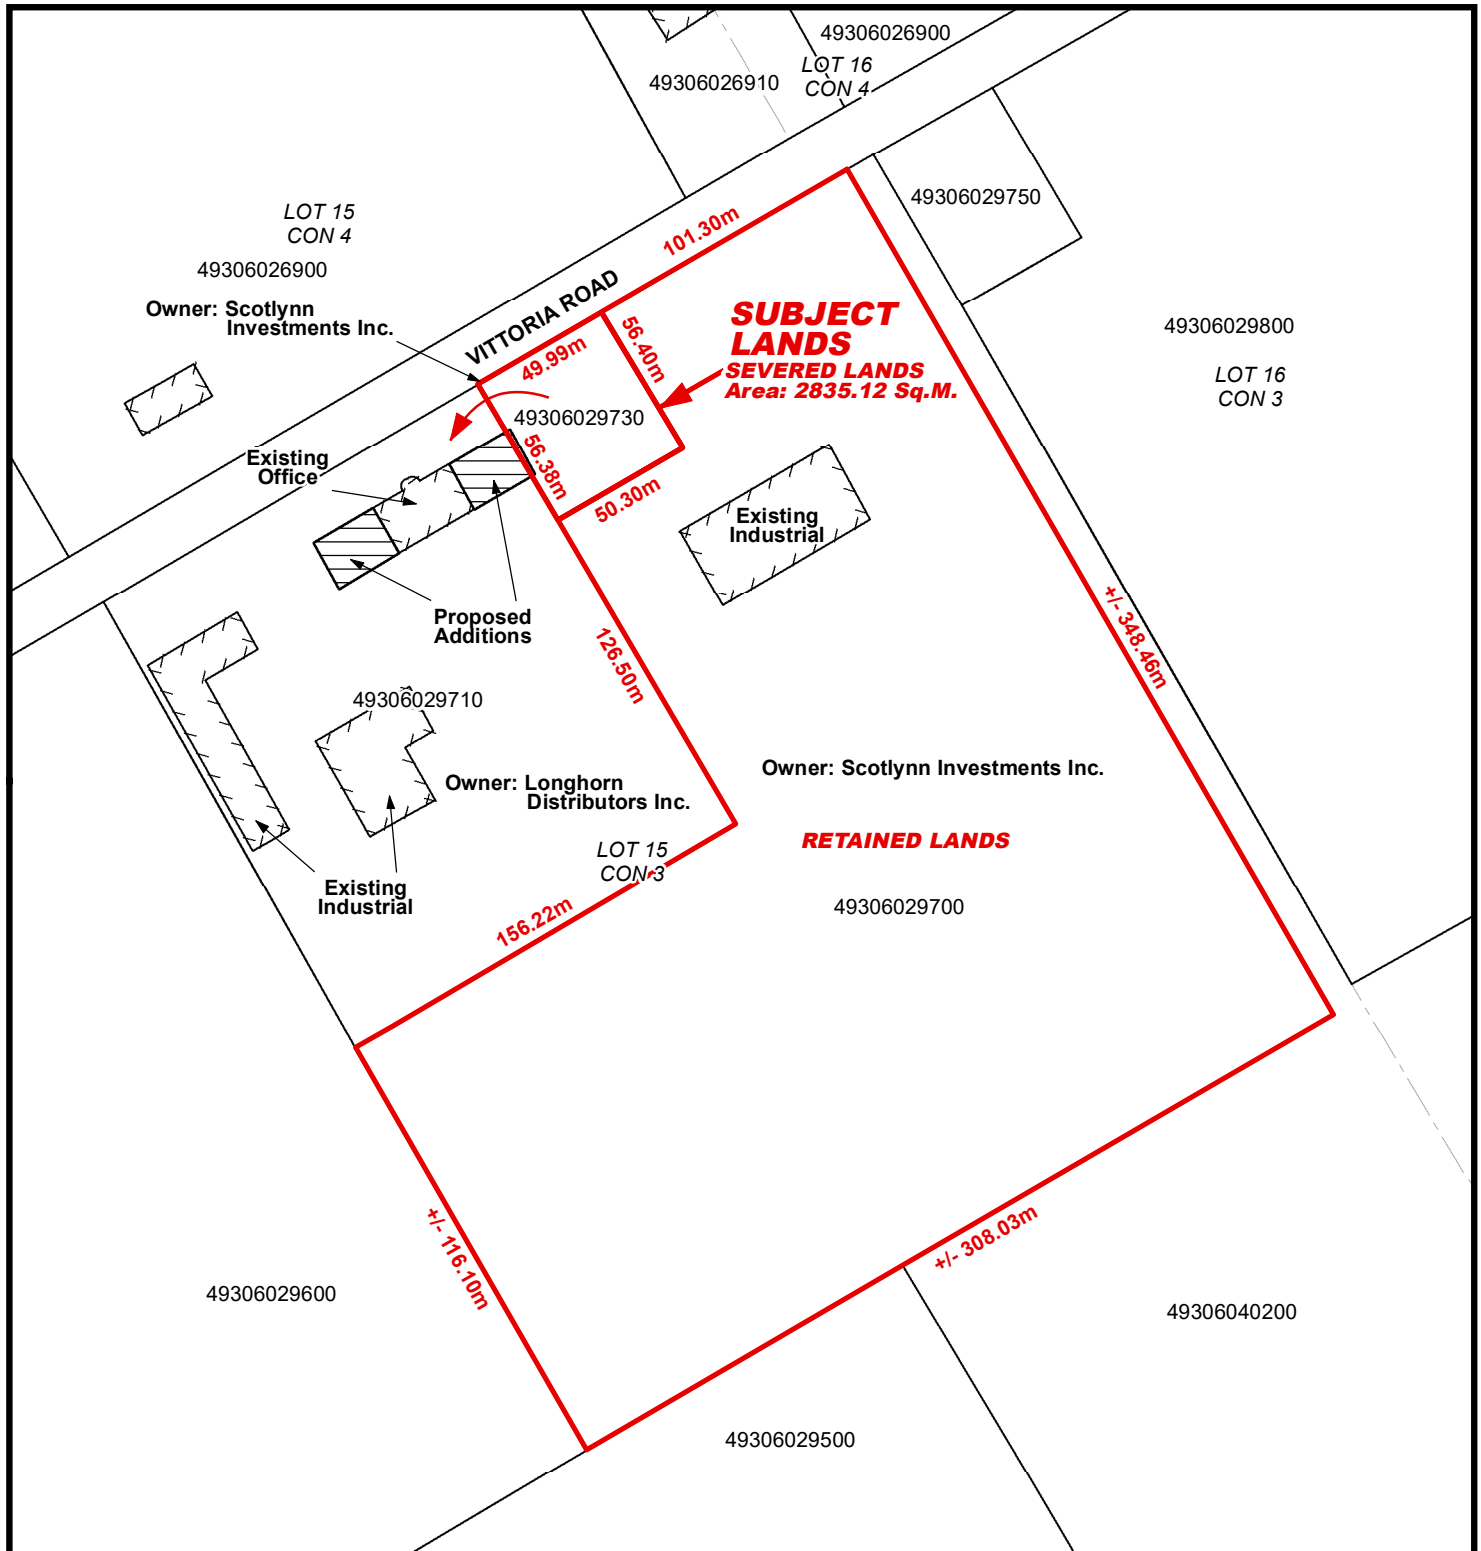 49306026900
LOT 16
CON 4
49306026910
49306029750
LOT 15
CON 4
49306026900
Owner: Scotlynn
Investments Inc.
VITTORIA ROAD
101.30m
49.99m
56.40m
SUBJECT
LANDS
SEVERED LANDS
Area: 2835.12 Sq.M.
49306029800
LOT 16
CON 3
49306029730
56.38m
50.30m
Existing
Office
Existing
Industrial
Proposed
Additions
126.50m
+/- 348.46m
49306029710
Owner: Longhorn
Distributors Inc.
Owner: Scotlynn Investments Inc.
RETAINED LANDS
LOT 15
CON 3
49306029700
Existing
Industrial
156.22m
+/- 116.10m
+/- 308.03m
49306029600
49306040200
49306029500